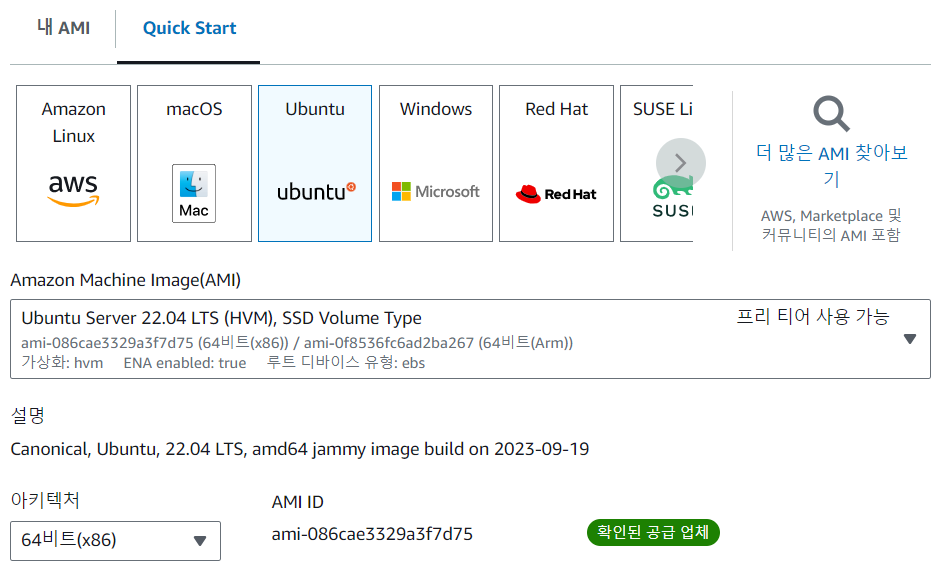 내 AMI
Quick Start
Amazon
Linux
aws
macOS
Mac
Ubuntu
ubuntu
Windows
Microsoft
Red Hat
Red Hat
SUSE Li
SUSE
더 많은 AMI 찾아보
기
AWS, Marketplace 및
커뮤니티의 AMI 포함
Amazon Machine Image(AMI)
Ubuntu Server 22.04 LTS (HVM), SSD Volume Type
프리 티어 사용 가능
ami-086cae3329a3f7d75 (64비트(x86)) / ami-0f8536fc6ad2ba267 (64비트(Arm))
가상화: hvm ENA enabled: true 루트 디바이스 유형: ebs
설명
Canonical, Ubuntu, 22.04 LTS, amd64 jammy image build on 2023-09-19
아키텍처
AMI ID
64비트(x86)
ami-086cae3329a3f7d75
확인된 공급 업체